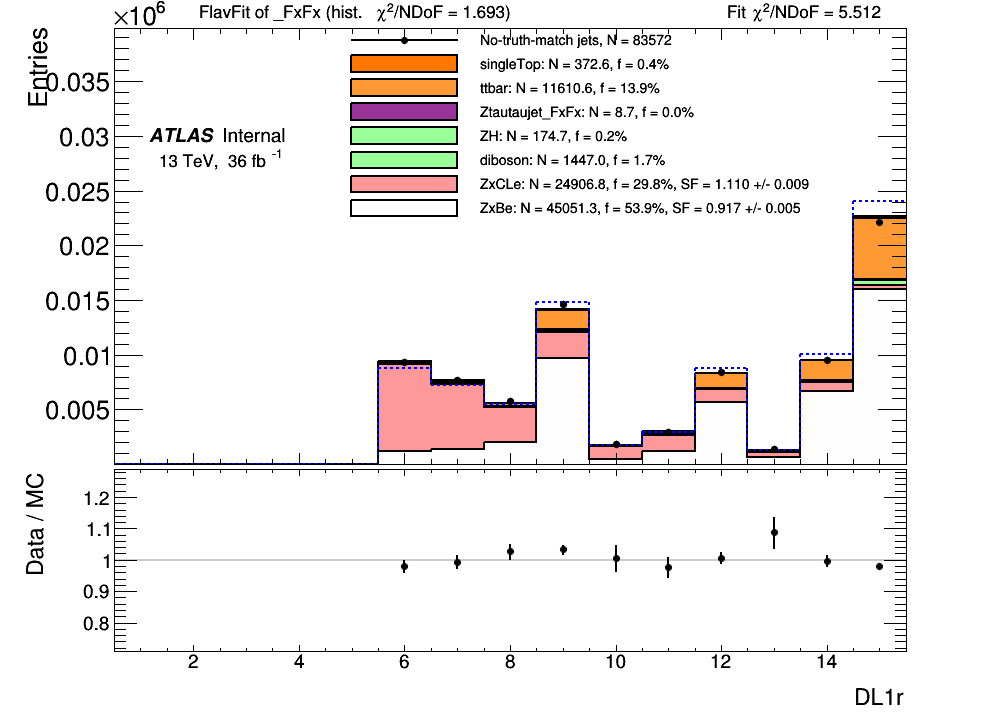 ×10⁶ FlavFit of _FxFx (hist. χ²/NDoF = 1.693) Fit χ²/NDoF = 5.512
Entries
No-truth-match jets, N = 83572
singleTop: N = 372.6, f = 0.4%
ttbar: N = 11610.6, f = 13.9%
Ztautaujet_FxFx: N = 8.7, f = 0.0%
ZH: N = 174.7, f = 0.2%
diboson: N = 1447.0, f = 1.7%
ZxCLe: N = 24906.8, f = 29.8%, SF = 1.110 +/- 0.009
ZxBe: N = 45051.3, f = 53.9%, SF = 0.917 +/- 0.005
ATLAS Internal
13 TeV, 36 fb⁻¹
0.035
0.03
0.025
0.02
0.015
0.01
0.005
Data / MC
1.2
1.1
1
0.9
0.8
2 4 6 8 10 12 14
DL1r